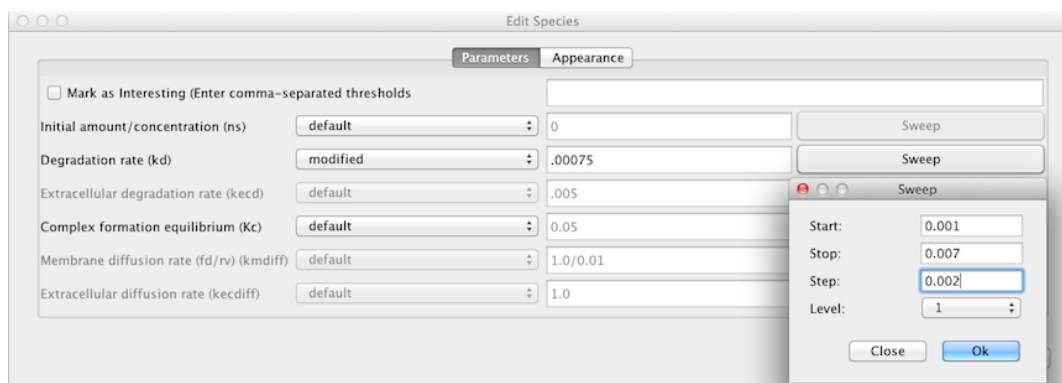 Edit Species
Parameters Appearance
Mark as Interesting (Enter comma-separated thresholds
Initial amount/concentration (ns) default 0 Sweep
Degradation rate (kd) modified .00075 Sweep
Extracellular degradation rate (kecd) default .005
Complex formation equilibrium (Kc) default 0.05
Membrane diffusion rate (fd/rv) (kmdiff) default 1.0/0.01
Extracellular diffusion rate (kecdiff) default 1.0
Sweep
Start: 0.001
Stop: 0.007
Step: 0.002
Level: 1
Close Ok